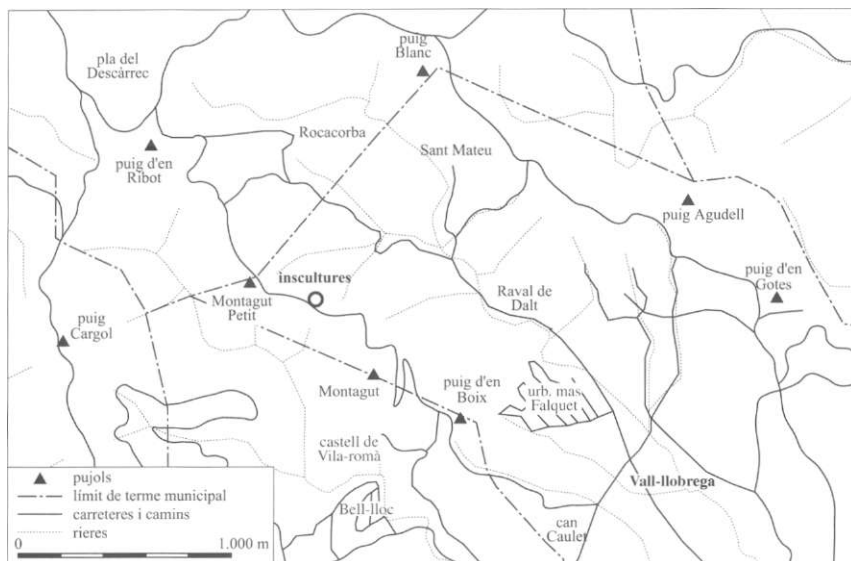 puig
Blanc
pla del
Descàrrec
Rocacorba
Sant Mateu
puig d'en
Ribot
puig Agudell
inscultures
puig d'en
Gotes
Montagut
Petit
Raval de
Dalt
puig
Cargol
Montagut
puig d'en
Boix
urb. mas
Falquet
castell de
Vila-romà
Vall-llobrega
Bell-lloc
can
Caulet
pujols
límit de terme municipal
carreteres i camins
rieres
0
1.000 m